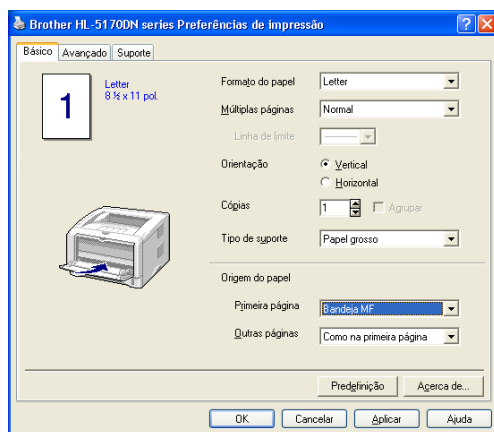 Brother HL-5170DN series Preferências de impressão
Básico Avançado Suporte
1
Letter
8 ½ x 11 pol.
Formato do papel Letter
Múltiplas páginas Normal
Linha de limite
Orientação Vertical
Horizontal
Cópias 1 Agrupar
Tipo de suporte Papel grosso
Origem do papel
Primeira página Bandeja MF
Outras páginas Como na primeira página
Predefinição Acerca de...
OK Cancelar Aplicar Ajuda